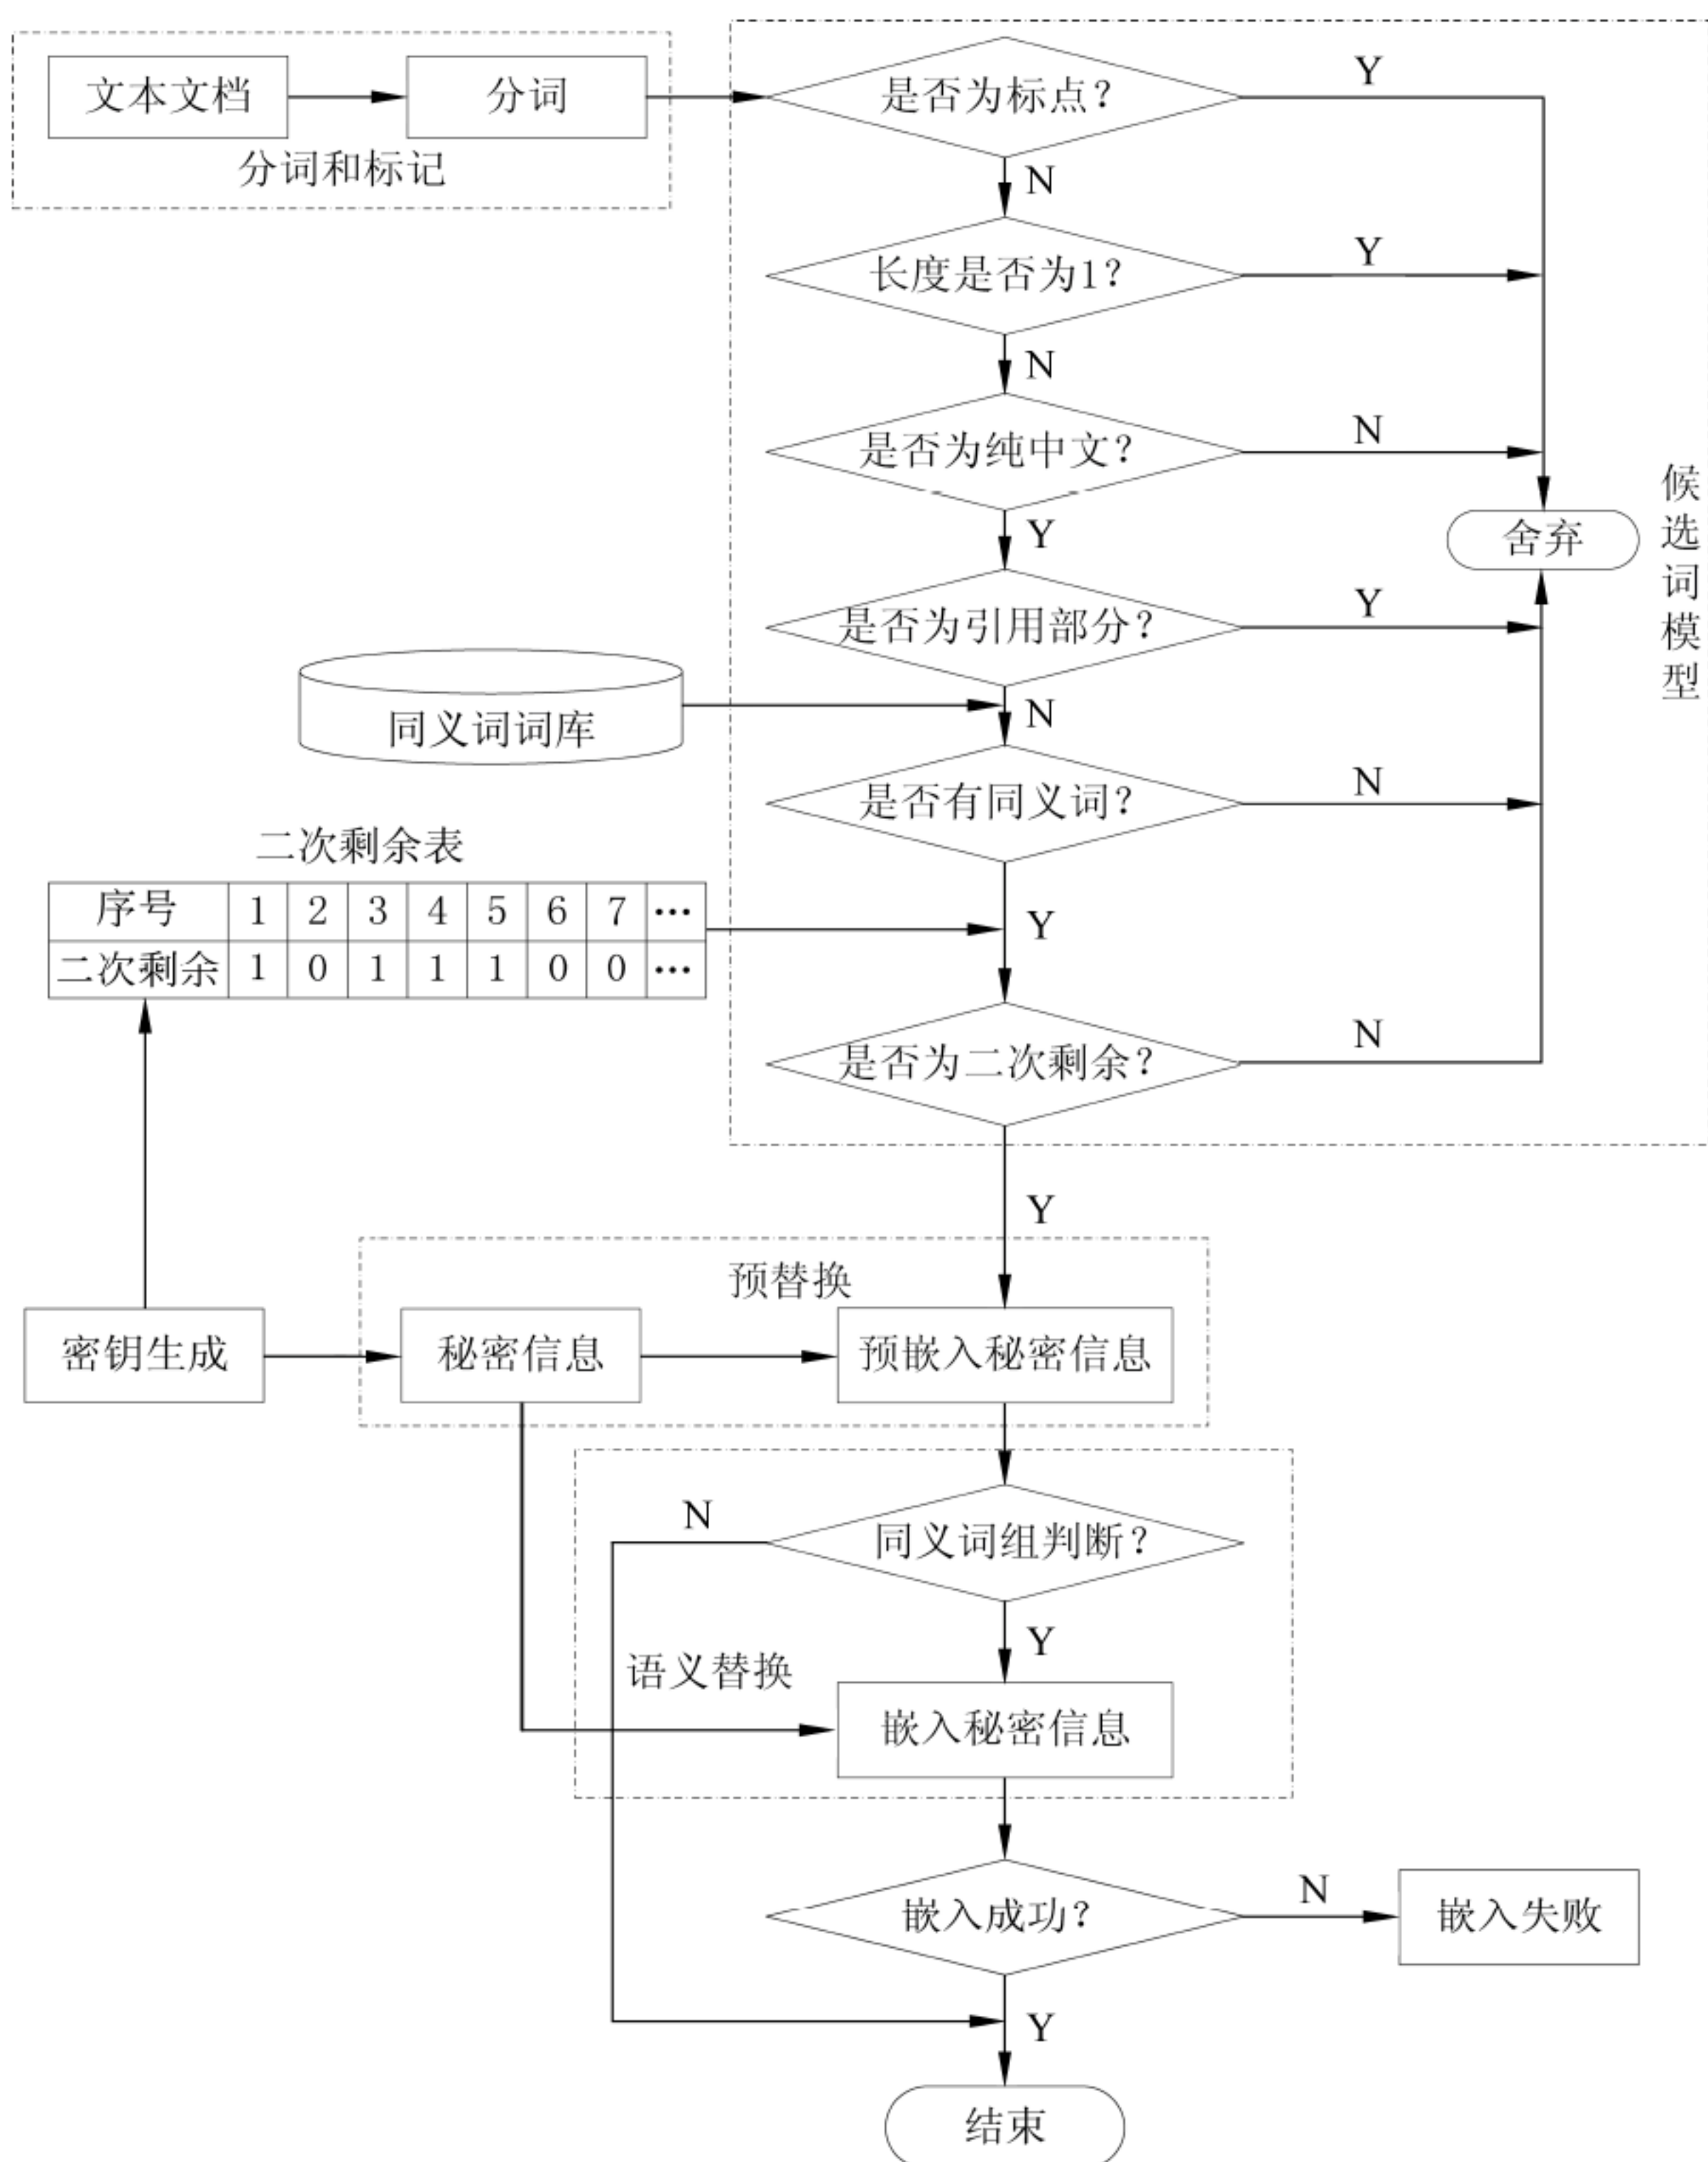 文本文档
分词
分词和标记
是否为标点?
Y
N
长度是否为1?
Y
N
是否为纯中文?
N
Y
舍弃
候选词模型
是否为引用部分?
Y
N
同义词词库
是否有同义词?
N
Y
二次剩余表
序号 1 2 3 4 5 6 7 …
二次剩余 1 0 1 1 1 0 0 …
是否为二次剩余?
N
Y
预替换
密钥生成
秘密信息
预嵌入秘密信息
同义词组判断?
N
Y
语义替换
嵌入秘密信息
嵌入成功?
N
嵌入失败
Y
结束